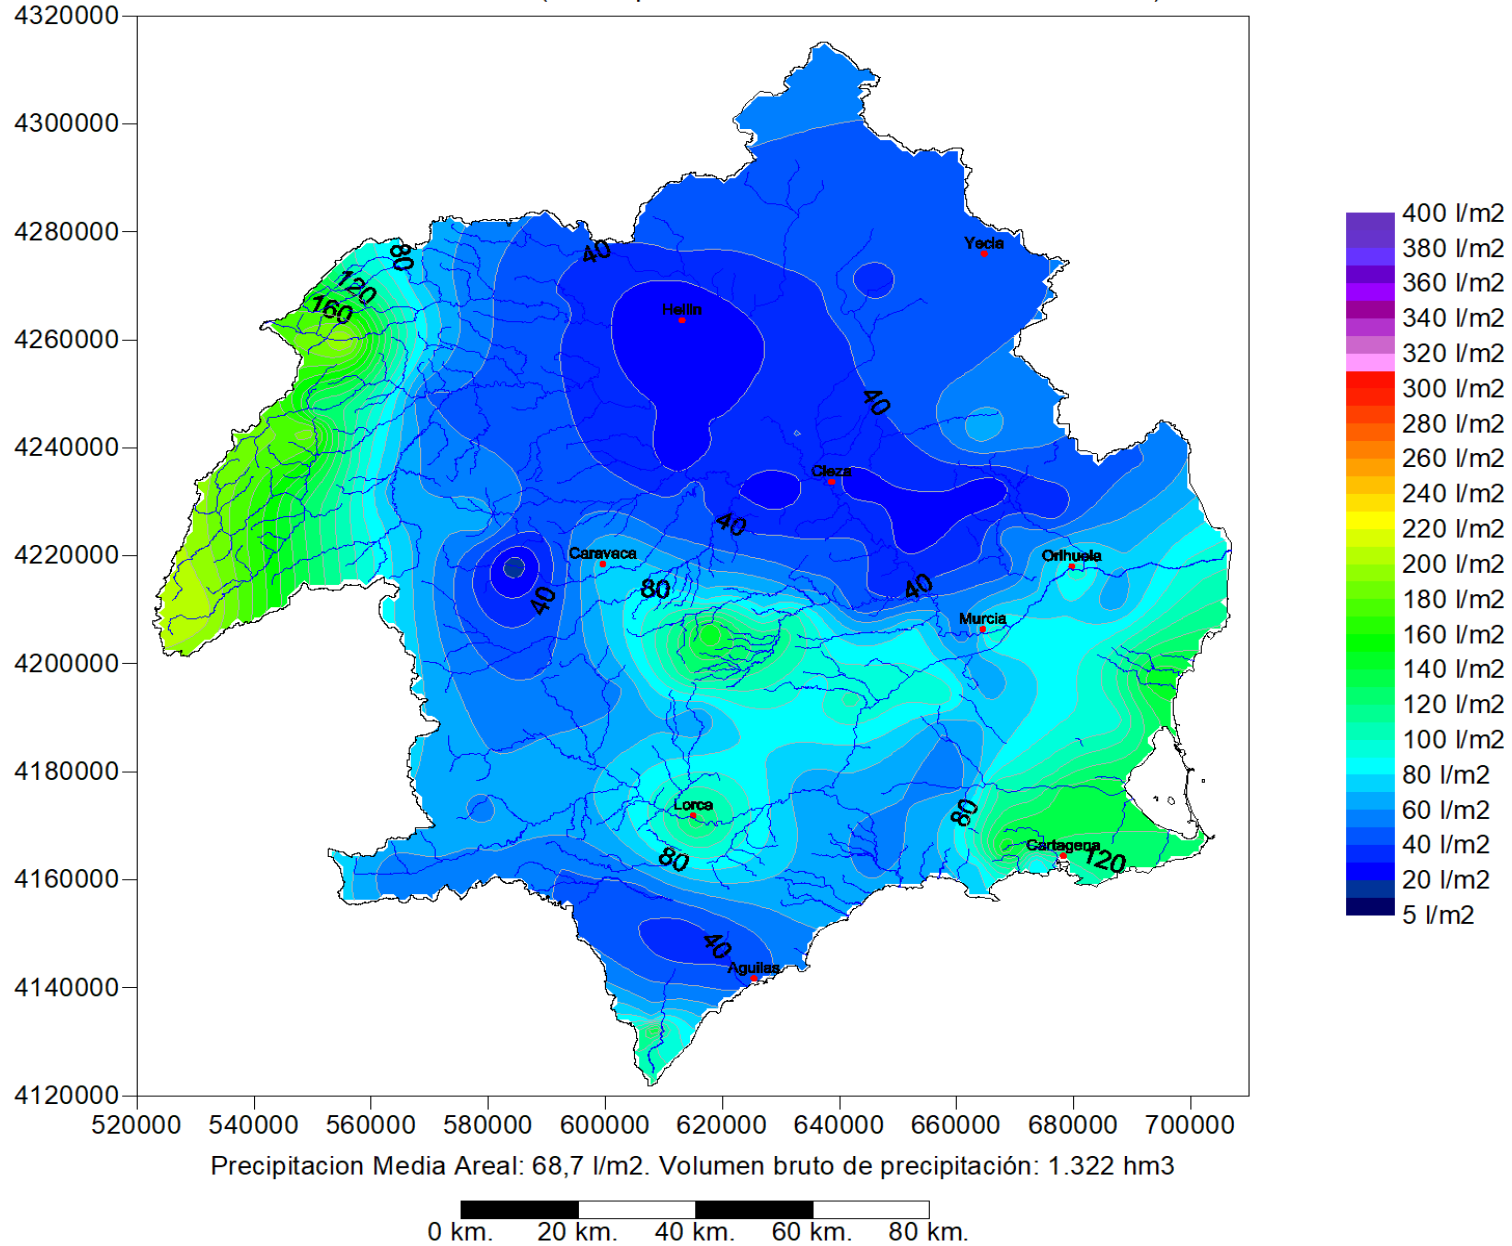 4320000
4300000
4280000
4260000
4240000
4220000
4200000
4180000
4160000
4140000
4120000
520000 540000 560000 580000 600000 620000 640000 660000 680000 700000
Yecla
Hellin
Cieza
Caravaca
Orihuela
Murcia
Lorca
Cartagena
Aguilas
80
120
160
40
40
40
40
40
80
80
80
120
40
400 l/m2
380 l/m2
360 l/m2
340 l/m2
320 l/m2
300 l/m2
280 l/m2
260 l/m2
240 l/m2
220 l/m2
200 l/m2
180 l/m2
160 l/m2
140 l/m2
120 l/m2
100 l/m2
80 l/m2
60 l/m2
40 l/m2
20 l/m2
5 l/m2
Precipitacion Media Areal: 68,7 l/m2. Volumen bruto de precipitación: 1.322 hm3
0 km. 20 km. 40 km. 60 km. 80 km.